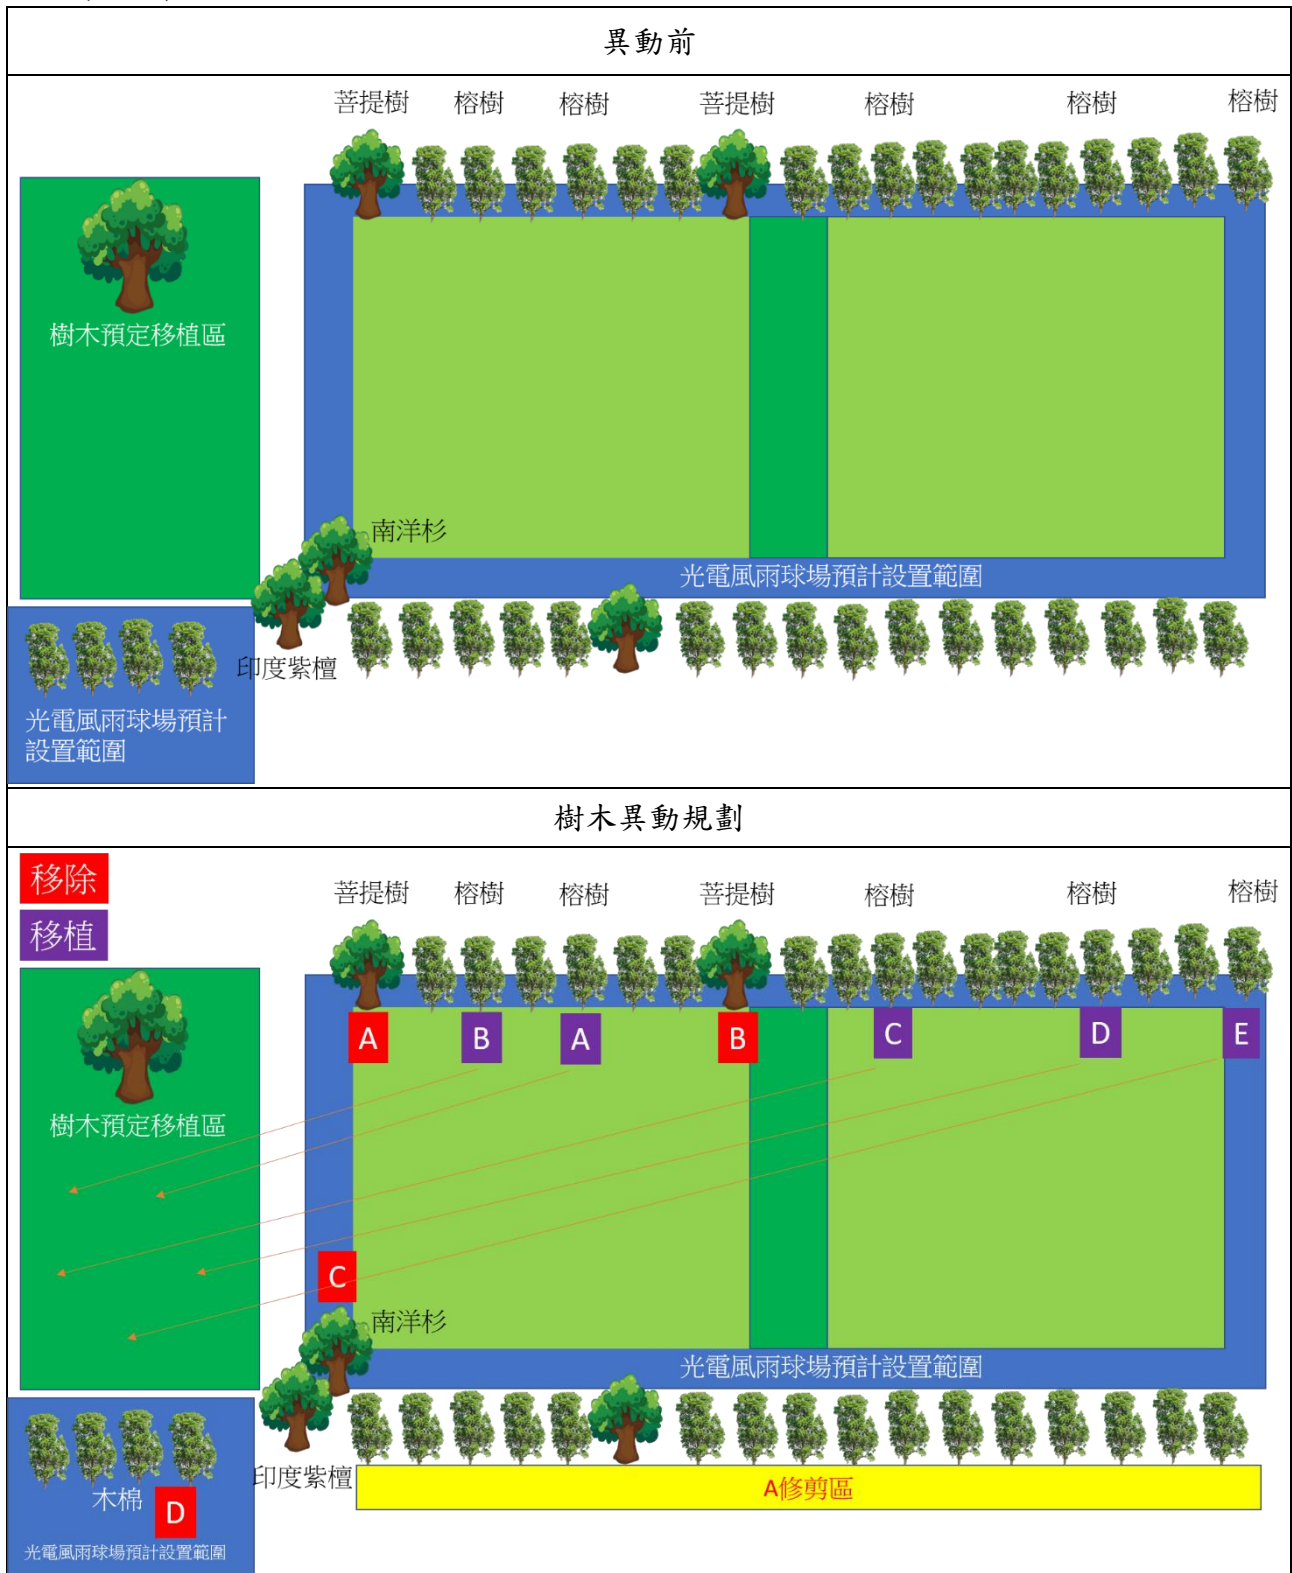 異動前
菩提樹 榕樹 榕樹 菩提樹 榕樹 榕樹 榕樹
樹木預定移植區
南洋杉
光電風雨球場預計設置範圍
印度紫檀
光電風雨球場預計
設置範圍
樹木異動規劃
移除
移植
菩提樹 榕樹 榕樹 菩提樹 榕樹 榕樹 榕樹
A B A B C D E
樹木預定移植區
C
南洋杉
光電風雨球場預計設置範圍
印度紫檀
A修剪區
木棉 D
光電風雨球場預計設置範圍